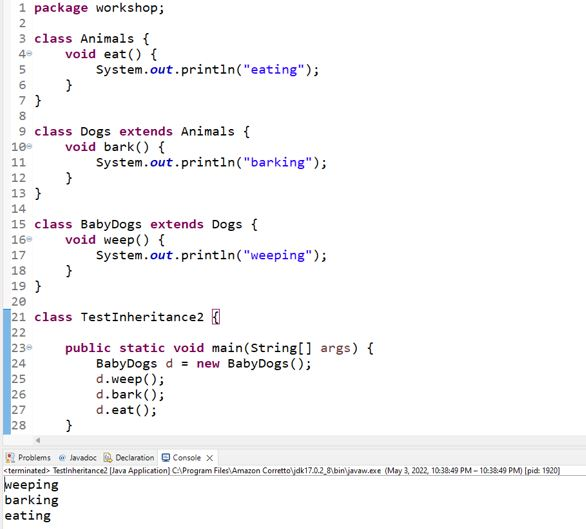 1 package workshop;
2
3 class Animals {
4 void eat() {
5 System.out.println("eating");
6 }
7 }
8
9 class Dogs extends Animals {
10 void bark() {
11 System.out.println("barking");
12 }
13 }
14
15 class BabyDogs extends Dogs {
16 void weep() {
17 System.out.println("weeping");
18 }
19 }
20
21 class TestInheritance2 {
22
23 public static void main(String[] args) {
24 BabyDogs d = new BabyDogs();
25 d.weep();
26 d.bark();
27 d.eat();
28 }
Problems @ Javadoc Declaration Console
<terminated> TestInheritance2 [Java Application] C:\Program Files\Amazon Corretto\jdk17.0.2_8\bin\javaw.exe (May 3, 2022, 10:38:49 PM – 10:38:49 PM) [pid: 1920]
weeping
barking
eating